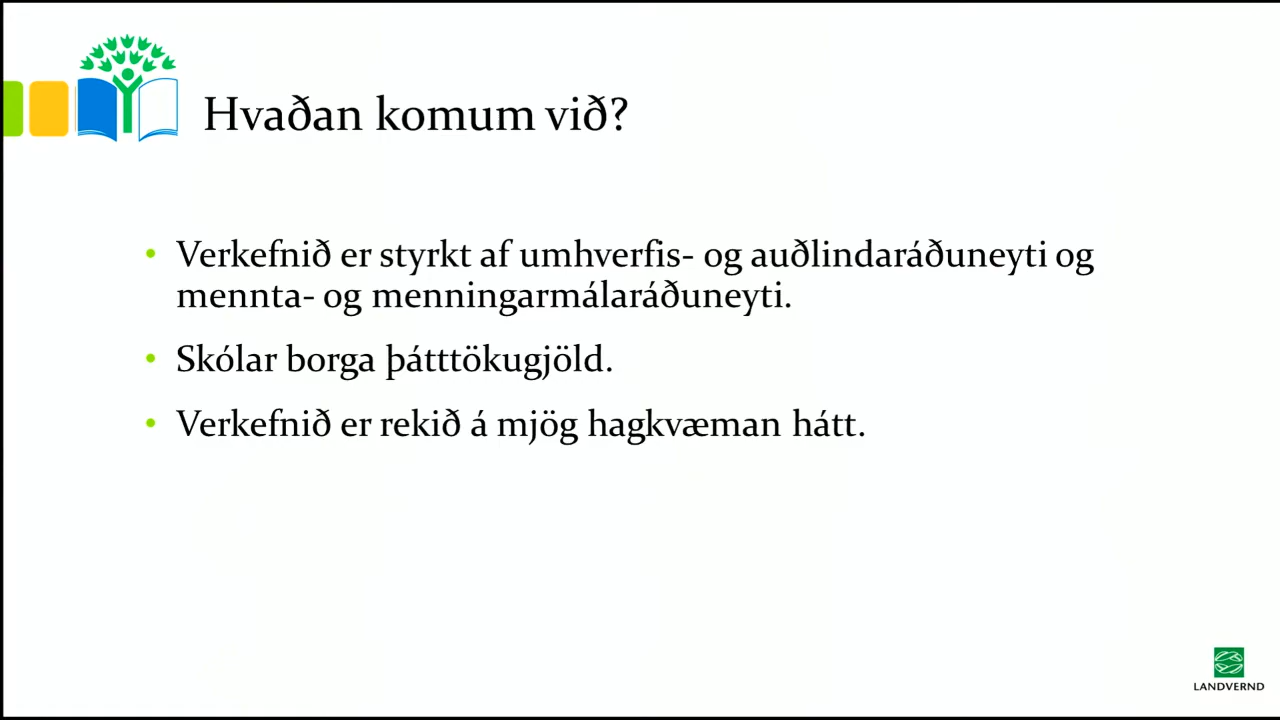 Hvaðan komum við?
• Verkefnið er styrkt af umhverfis- og auðlindaráðuneyti og
mennta- og menningarmálaráðuneyti.
• Skólar borga þátttökugjöld.
• Verkefnið er rekið á mjög hagkvæman hátt.
LANDVERND